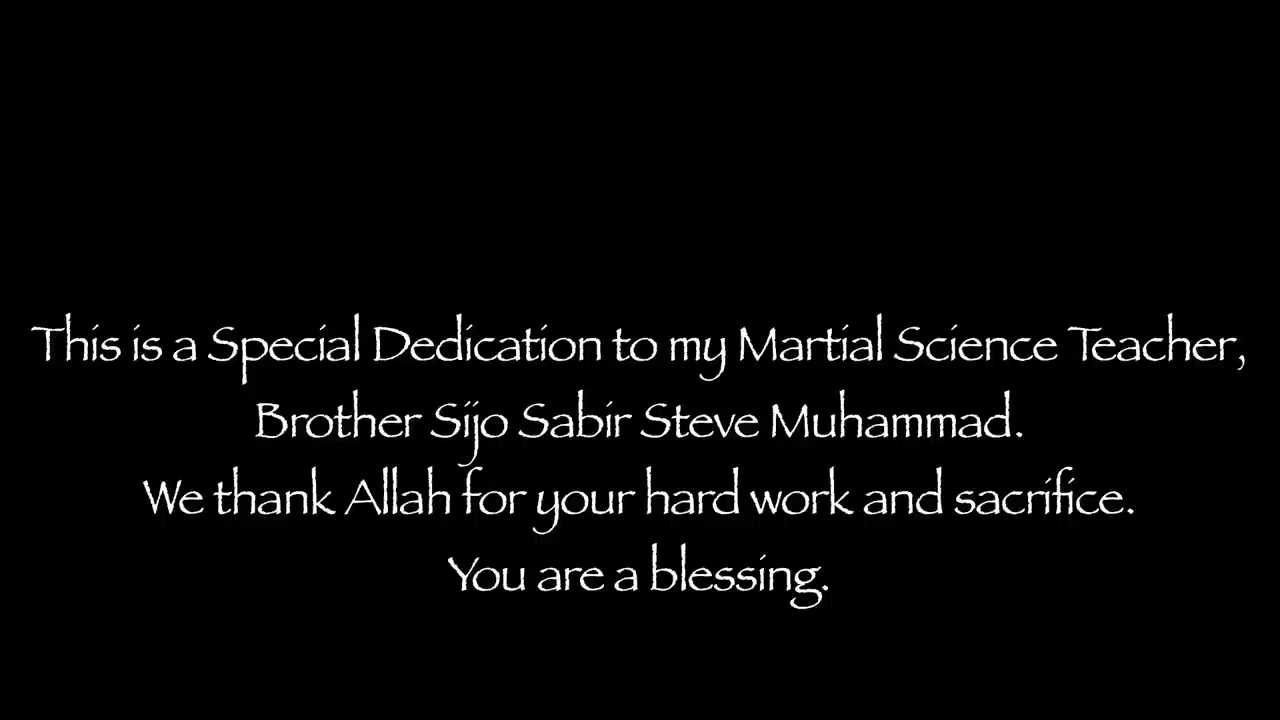 This is a Special Dedication to my Martial Science Teacher,
Brother Sijo Sabir Steve Muhammad.
We thank Allah for your hard work and sacrifice.
You are a blessing.